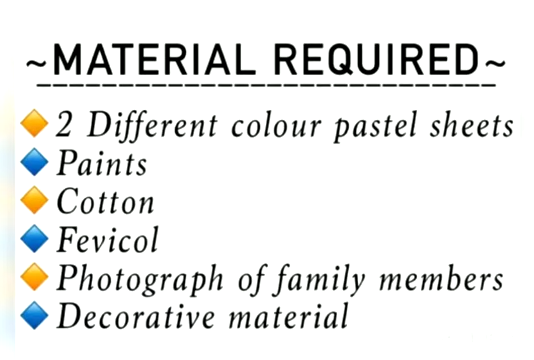 ~MATERIAL REQUIRED~
🔶 2 Different colour pastel sheets
🔷 Paints
🔶 Cotton
🔷 Fevicol
🔶 Photograph of family members
🔷 Decorative material